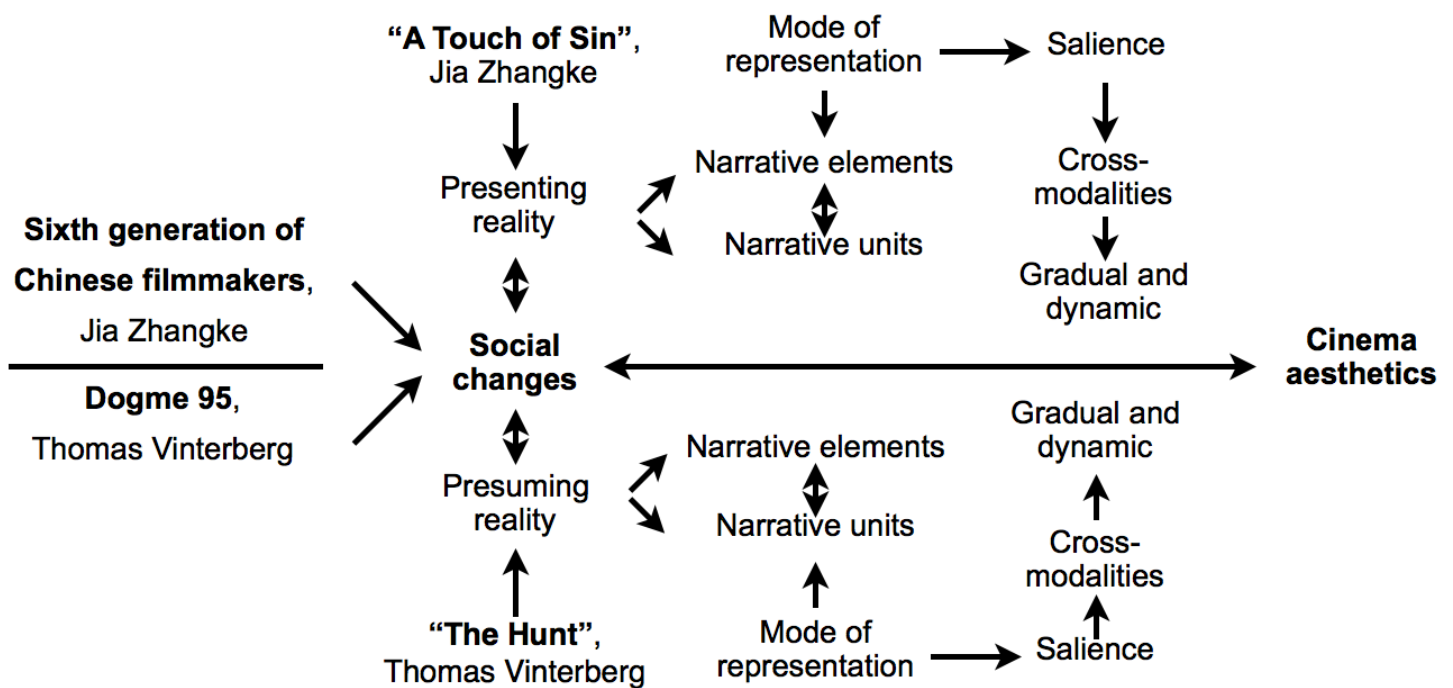 “A Touch of Sin”,
Jia Zhangke
Mode of
representation
Salience
Presenting
reality
Narrative elements
Narrative units
Cross-
modalities
Gradual and
dynamic
Sixth generation of
Chinese filmmakers,
Jia Zhangke
Dogme 95,
Thomas Vinterberg
Social
changes
Cinema
aesthetics
Presuming
reality
Narrative elements
Narrative units
Gradual and
dynamic
Cross-
modalities
“The Hunt”,
Thomas Vinterberg
Mode of
representation
Salience